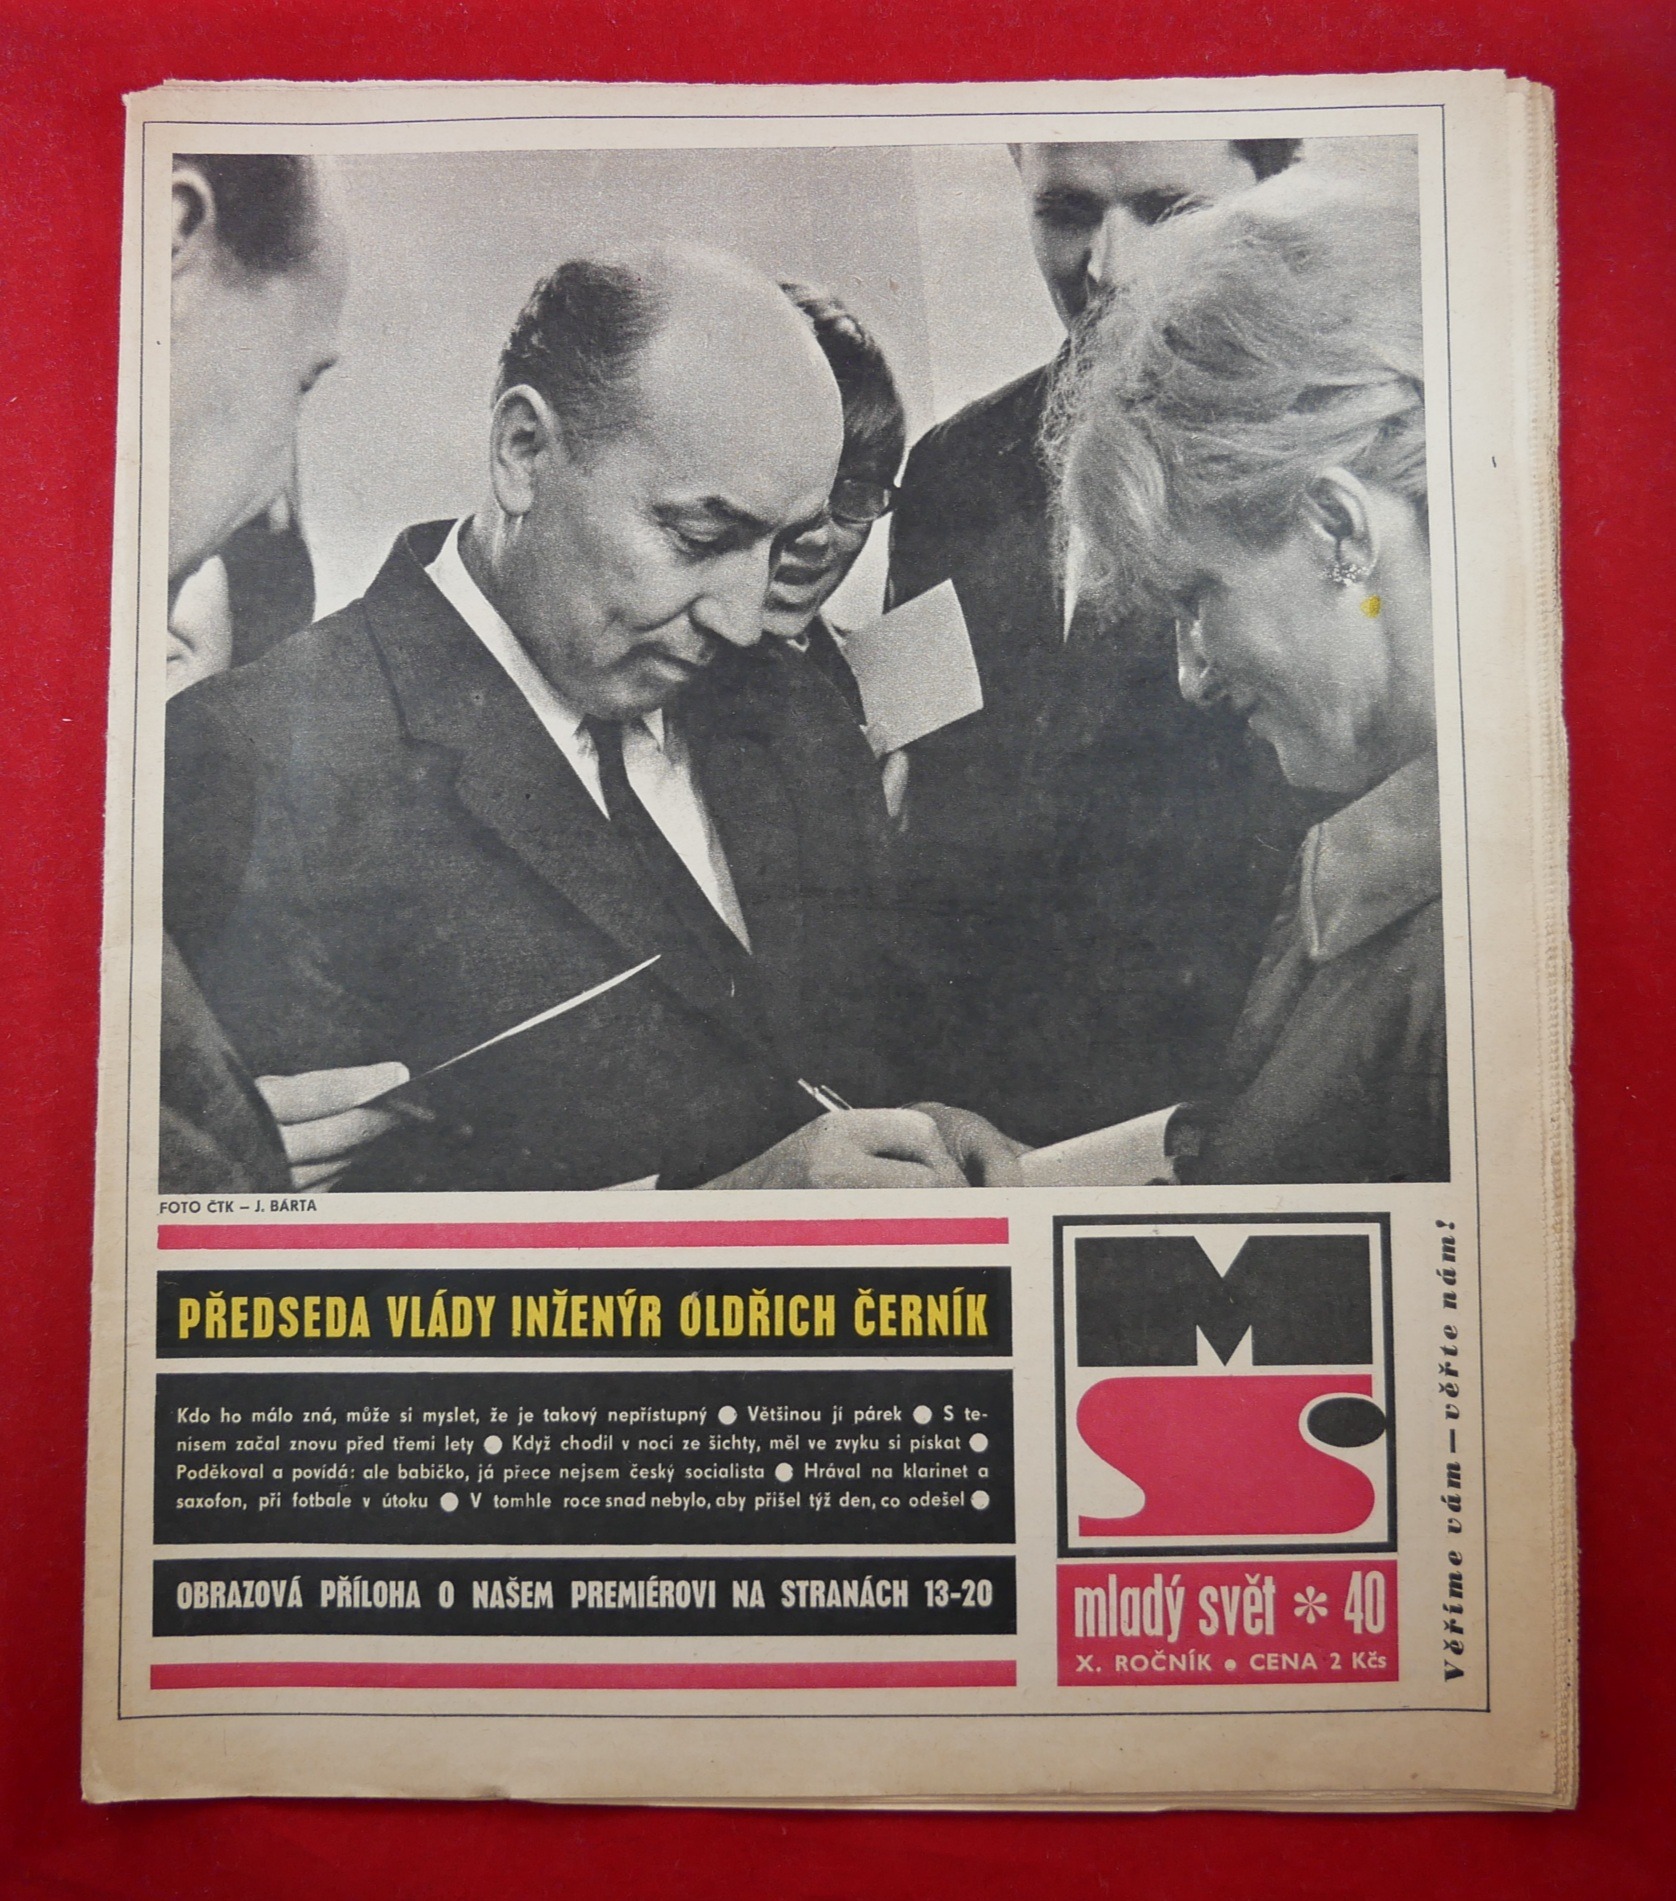 FOTO ČTK – J. BÁRTA
PŘEDSEDA VLÁDY INŽENÝR OLDŘICH ČERNÍK
Kdo ho málo zná, může si myslet, že je takový nepřístupný ● Většinou jí párek ● S te-
nisem začal znovu před třemi lety ● Když chodil v noci ze šichty, měl ve zvyku si pískat ●
Poděkoval a povídá: ale babičko, já přece nejsem český socialista ● Hrával na klarinet a
saxofon, při fotbale v útoku ● V tomhle roce snad nebylo, aby přišel týž den, co odešel ●
OBRAZOVÁ PŘÍLOHA O NAŠEM PREMIÉROVI NA STRANÁCH 13-20
MS
mladý svět * 40
X. ROČNÍK ● CENA 2 Kčs
Věříme vám – věřte nám!